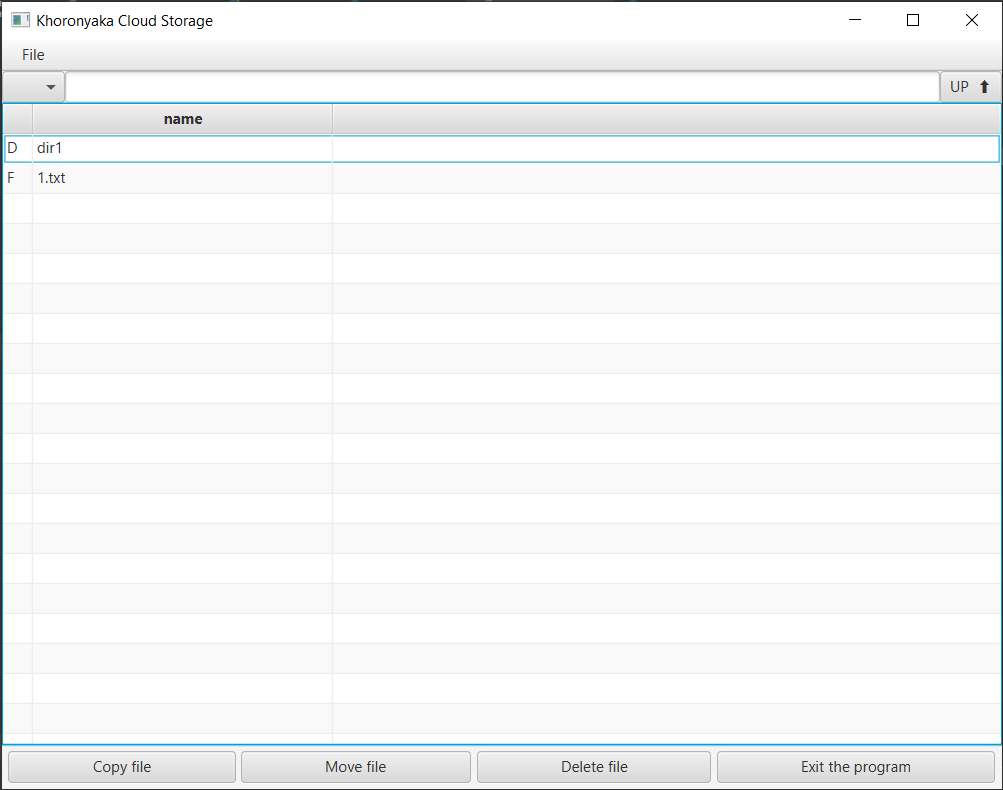 Khoronyaka Cloud Storage
File
UP
name
D dir1
F 1.txt
Copy file Move file Delete file Exit the program